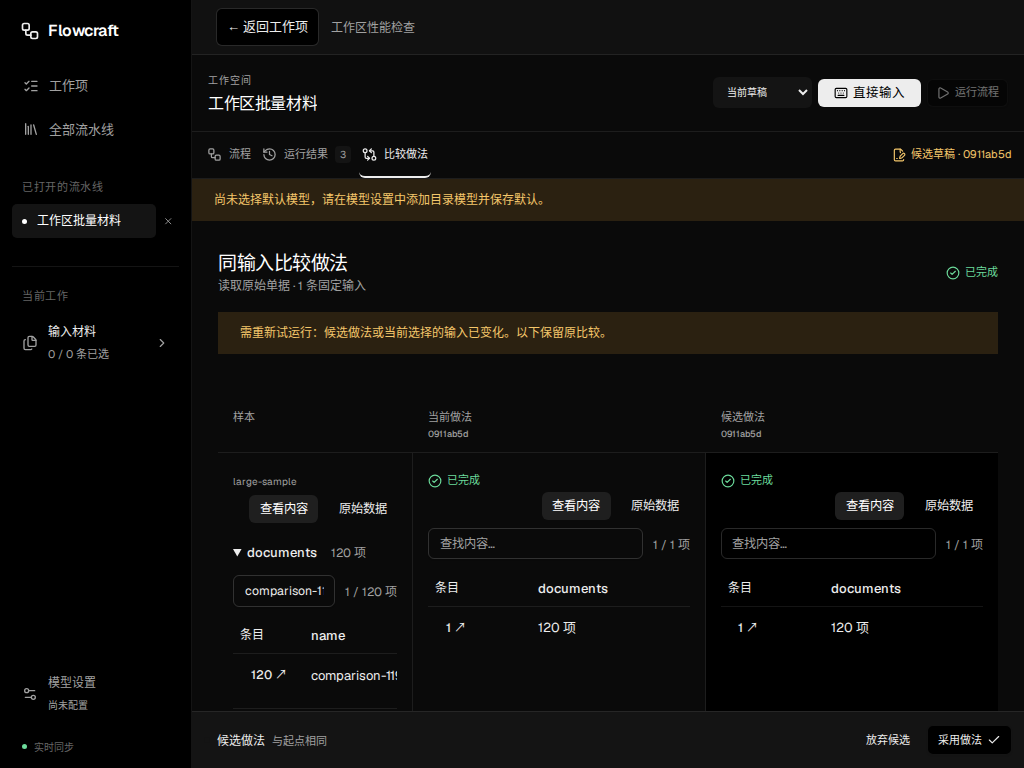 Flowcraft
工作项
全部流水线
已打开的流水线
工作区批量材料 ×
当前工作
输入材料
0 / 0 条已选
模型设置
尚未配置
实时同步
← 返回工作项 工作区性能检查
工作空间
工作区批量材料
当前草稿 直接输入 运行流程
流程 运行结果 3 比较做法 候选草稿 · 0911ab5d
尚未选择默认模型，请在模型设置中添加目录模型并保存默认。
同输入比较做法
读取原始单据 · 1 条固定输入
已完成
需重新试运行：候选做法或当前选择的输入已变化。以下保留原比较。
样本 当前做法 候选做法
0911ab5d 0911ab5d
large-sample 已完成 已完成
查看内容 原始数据 查看内容 原始数据 查看内容 原始数据
查找内容… 1 / 1 项 查找内容… 1 / 1 项
▼ documents 120 项
comparison-1 1 / 120 项
条目 documents 条目 documents
1 ↗ 120 项 1 ↗ 120 项
条目 name
120 ↗ comparison-119
候选做法 与起点相同 放弃候选 采用做法 ✓